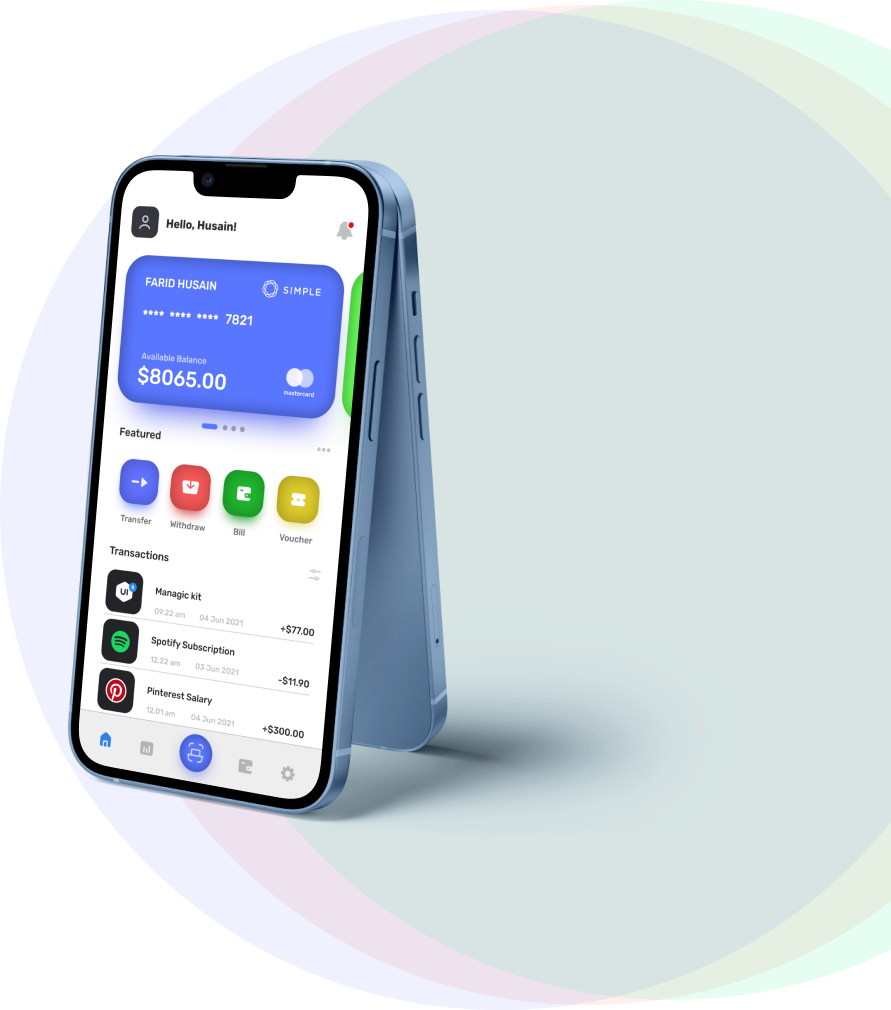 Hello, Husain!
FARID HUSAIN
SIMPLE
**** **** **** 7821
Available Balance
$8065.00
mastercard
Featured
Transfer
Withdraw
Bill
Voucher
Transactions
UI
Managic kit
09.22 am 04 Jun 2021
+$77.00
Spotify Subscription
12.22 am 03 Jun 2021
-$11.90
Pinterest Salary
12.01 am 04 Jun 2021
+$300.00